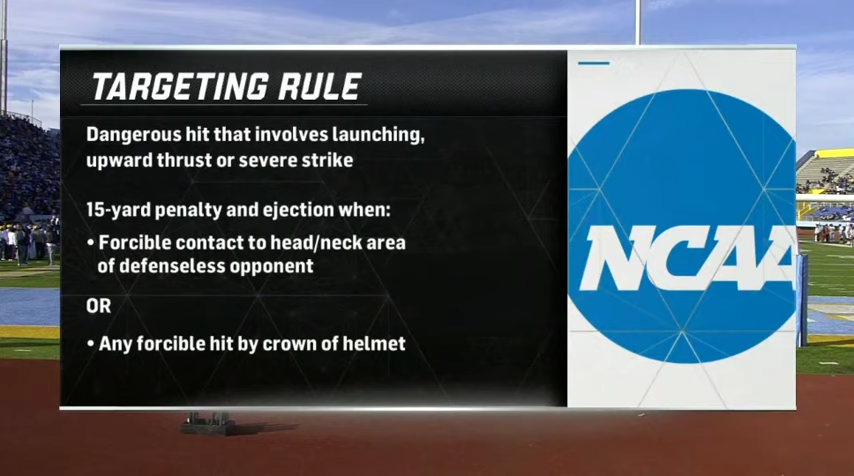 TARGETING RULE
Dangerous hit that involves launching,
upward thrust or severe strike
15-yard penalty and ejection when:
• Forcible contact to head/neck area
of defenseless opponent
OR
• Any forcible hit by crown of helmet
NCAA